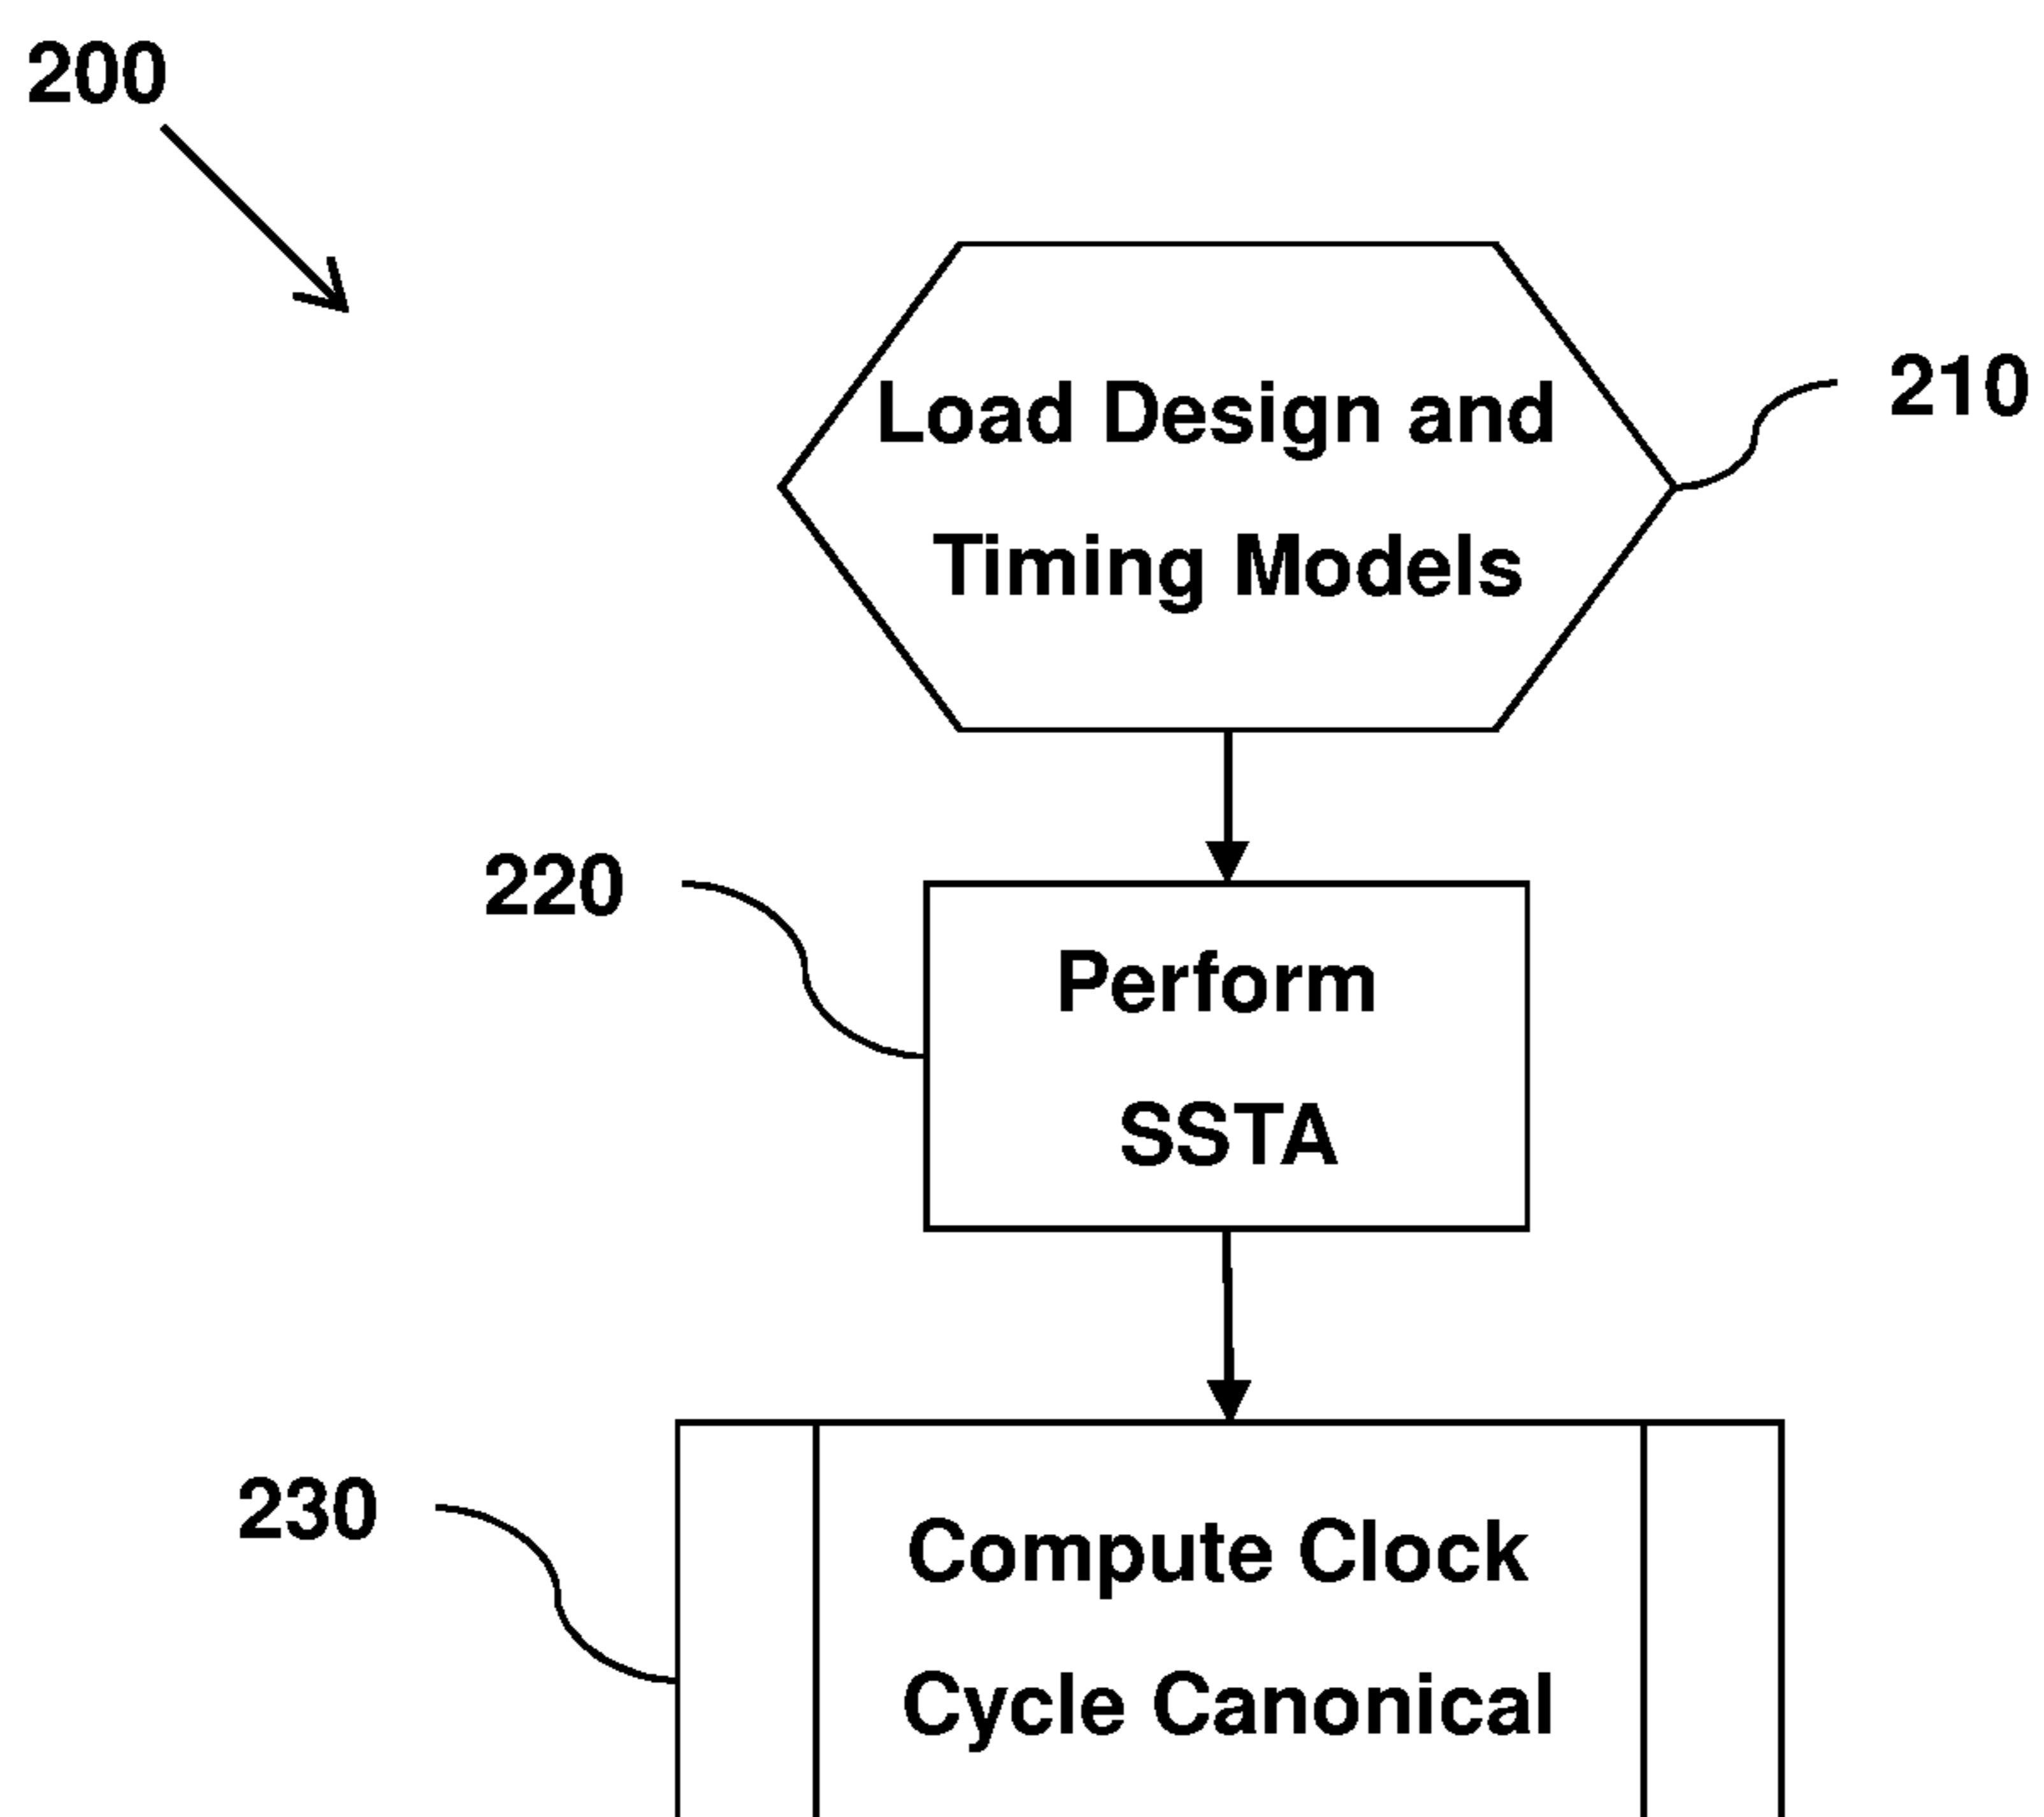 200
Load Design and
210
Timing Models
220
Perform
SSTA
230
Compute Clock
Cycle Canonical